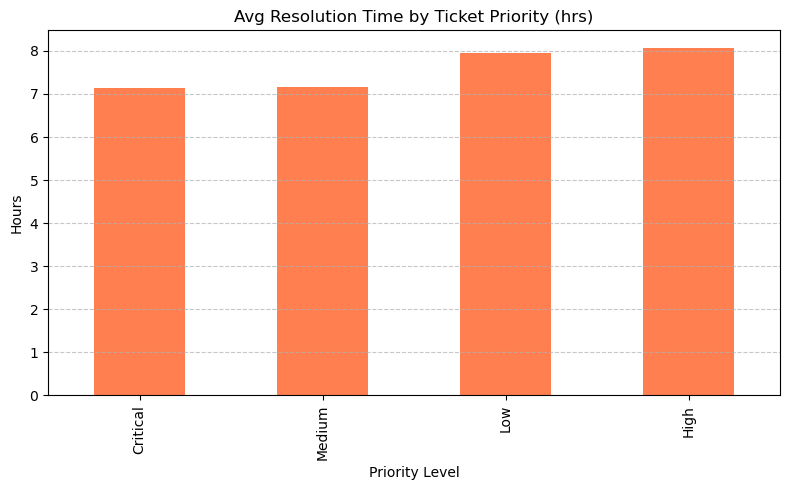 Avg Resolution Time by Ticket Priority (hrs)
8
7
6
5
4
3
2
1
0
Hours
Critical
Medium
Low
High
Priority Level